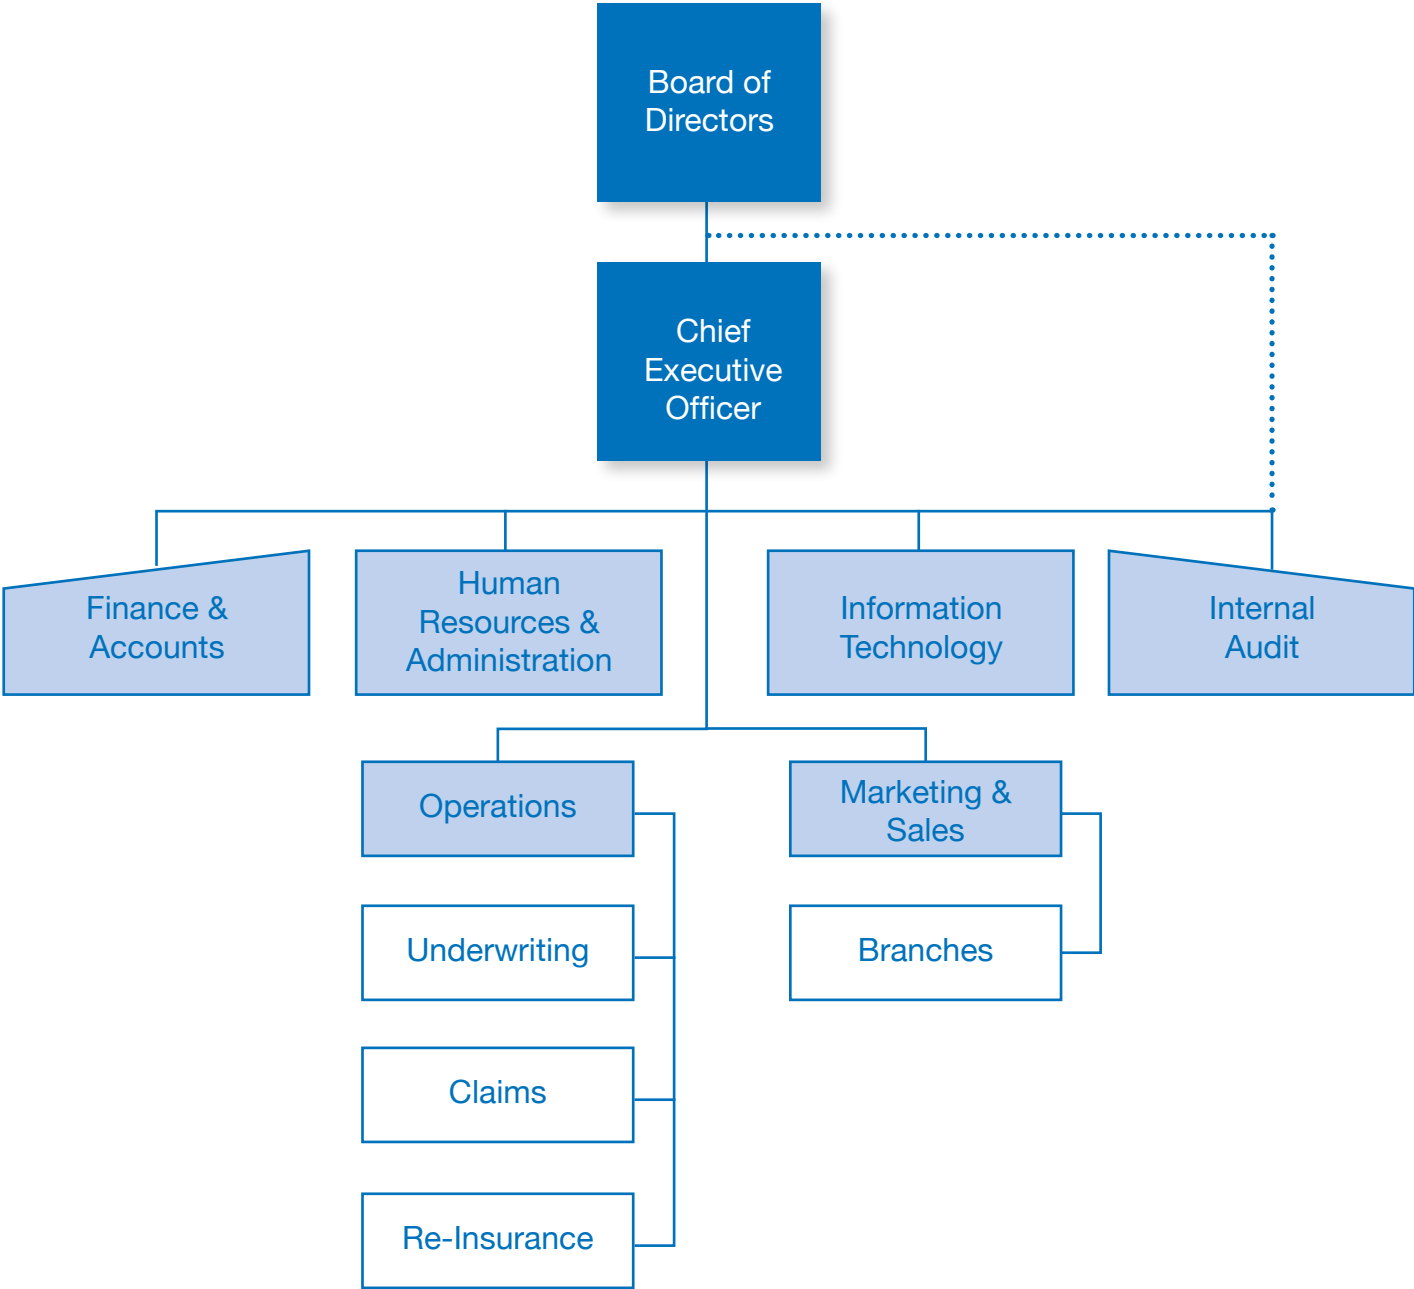 Board of
Directors
Chief
Executive
Officer
Finance &
Accounts
Human
Resources &
Administration
Information
Technology
Internal
Audit
Operations
Marketing &
Sales
Underwriting
Branches
Claims
Re-Insurance